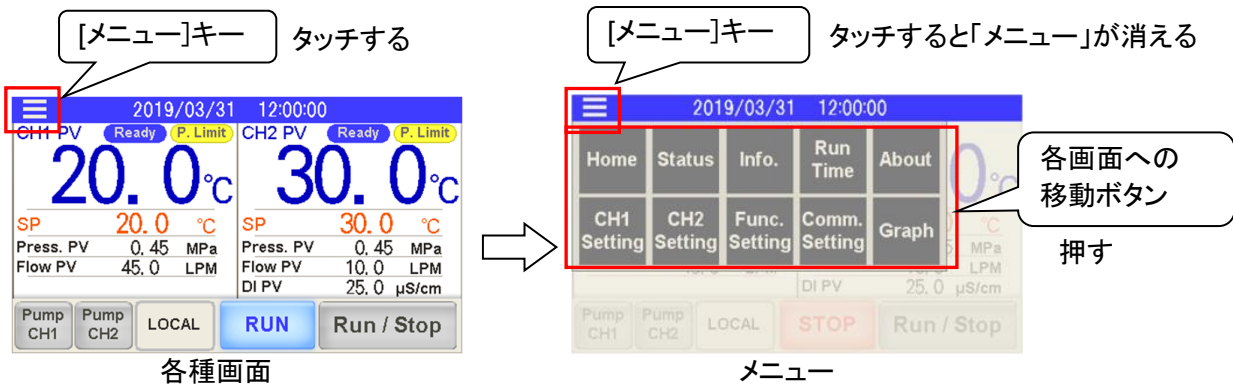 [メニュー]キー
タッチする
2019/03/31 12:00:00
CH1 PV Ready P. Limit
20.0 ℃
SP 20.0 ℃
Press. PV 0.45 MPa
Flow PV 45.0 LPM
CH2 PV Ready P. Limit
30.0 ℃
SP 30.0 ℃
Press. PV 0.45 MPa
Flow PV 10.0 LPM
DI PV 25.0 μS/cm
Pump CH1
Pump CH2
LOCAL
RUN
Run / Stop
各種画面
[メニュー]キー
タッチすると「メニュー」が消える
2019/03/31 12:00:00
Home Status Info. Run Time About
CH1 Setting CH2 Setting Func. Setting Comm. Setting Graph
0 ℃
℃
5 MPa
LPM
DI PV 25.0 μS/cm
Pump CH1
Pump CH2
LOCAL
STOP
Run / Stop
各画面への
移動ボタン
押す
メニュー